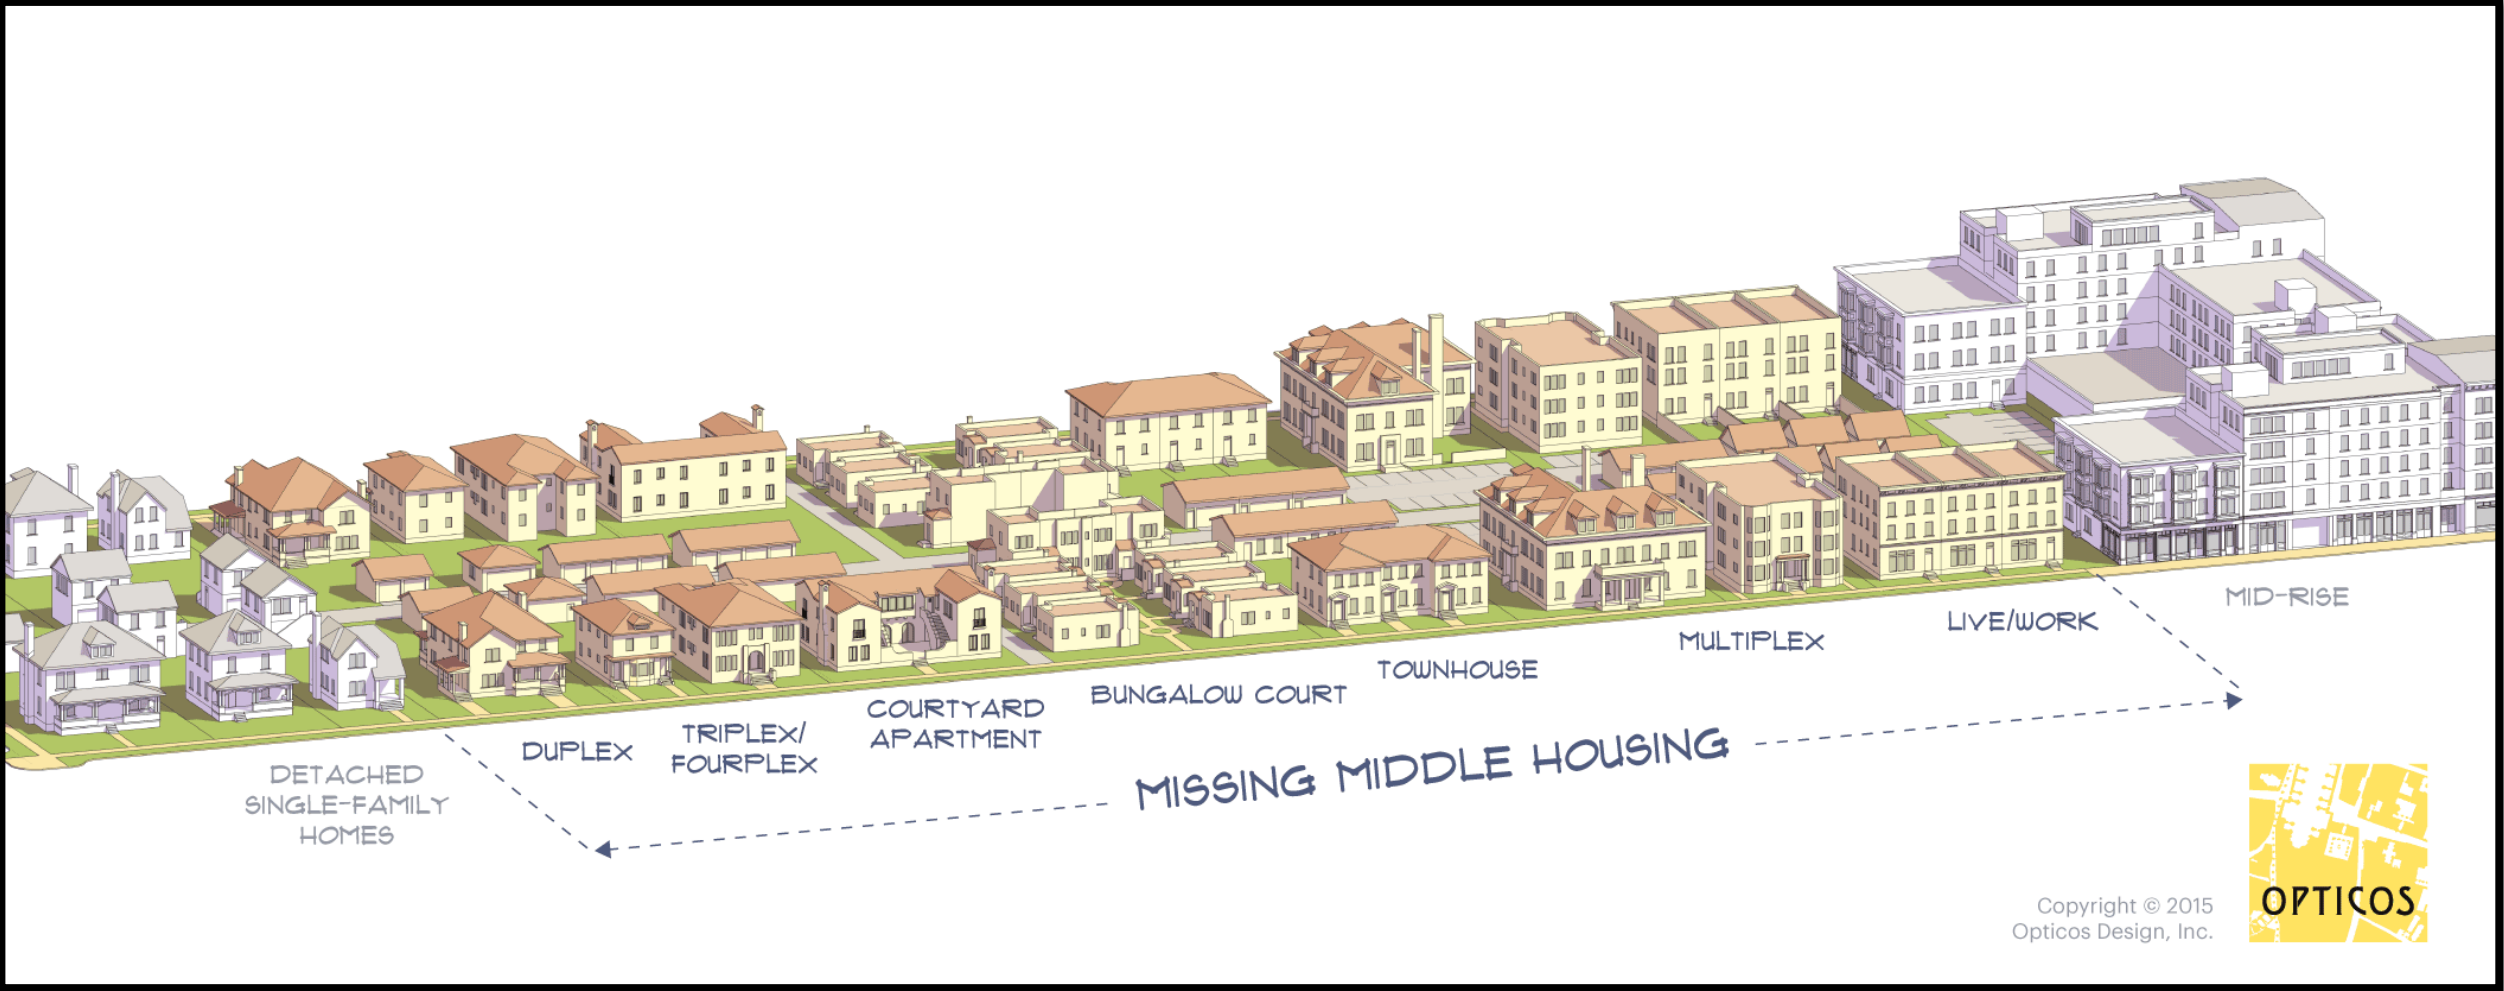 DETACHED
SINGLE-FAMILY
HOMES
DUPLEX
TRIPLEX/
FOURPLEX
COURTYARD
APARTMENT
BUNGALOW COURT
TOWNHOUSE
MULTIPLEX
LIVE/WORK
MID-RISE
MISSING MIDDLE HOUSING
Copyright © 2015
Opticos Design, Inc.
OPTICOS